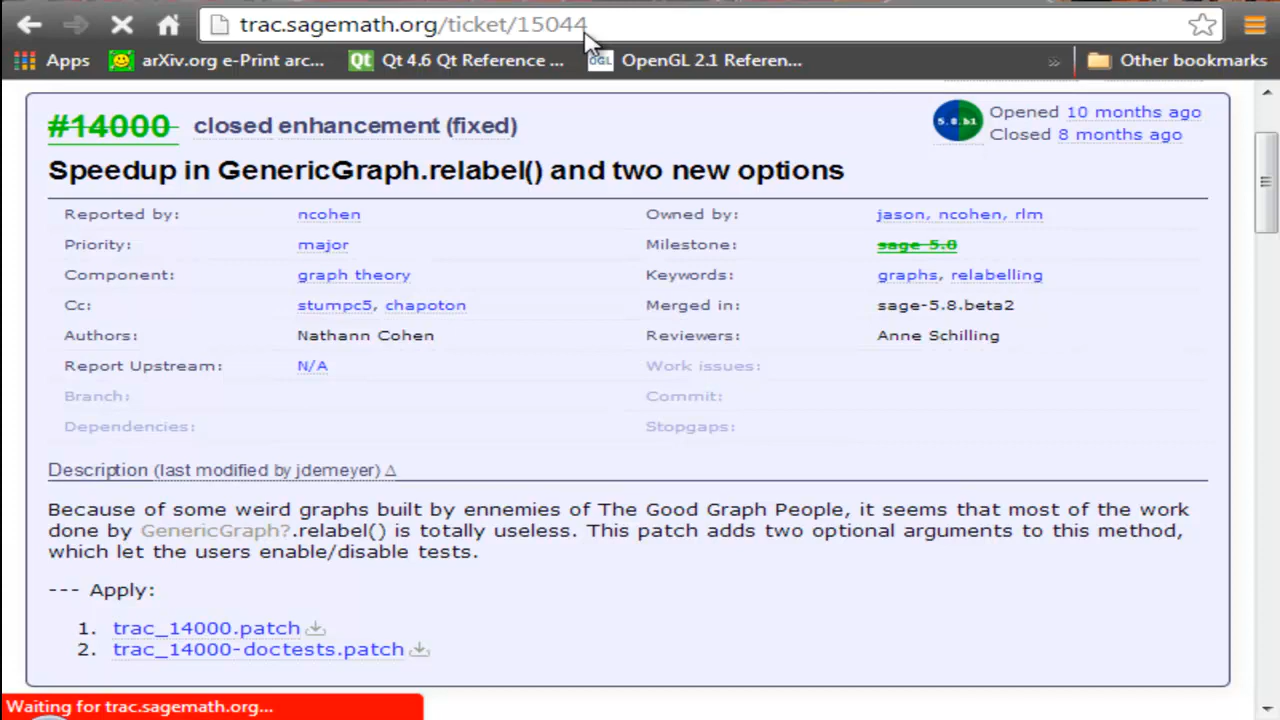 trac.sagemath.org/ticket/15044
Apps arXiv.org e-Print arc... Qt Qt 4.6 Qt Reference ... OGL OpenGL 2.1 Referen... » Other bookmarks
#14000 closed enhancement (fixed)
5.8.b1
Opened 10 months ago
Closed 8 months ago
Speedup in GenericGraph.relabel() and two new options
Reported by: ncohen Owned by: jason, ncohen, rlm
Priority: major Milestone: sage-5.8
Component: graph theory Keywords: graphs, relabelling
Cc: stumpc5, chapoton Merged in: sage-5.8.beta2
Authors: Nathann Cohen Reviewers: Anne Schilling
Report Upstream: N/A Work issues:
Branch: Commit:
Dependencies: Stopgaps:
Description (last modified by jdemeyer) Δ
Because of some weird graphs built by ennemies of The Good Graph People, it seems that most of the work
done by GenericGraph?.relabel() is totally useless. This patch adds two optional arguments to this method,
which let the users enable/disable tests.
--- Apply:
1. trac_14000.patch
2. trac_14000-doctests.patch
Waiting for trac.sagemath.org...